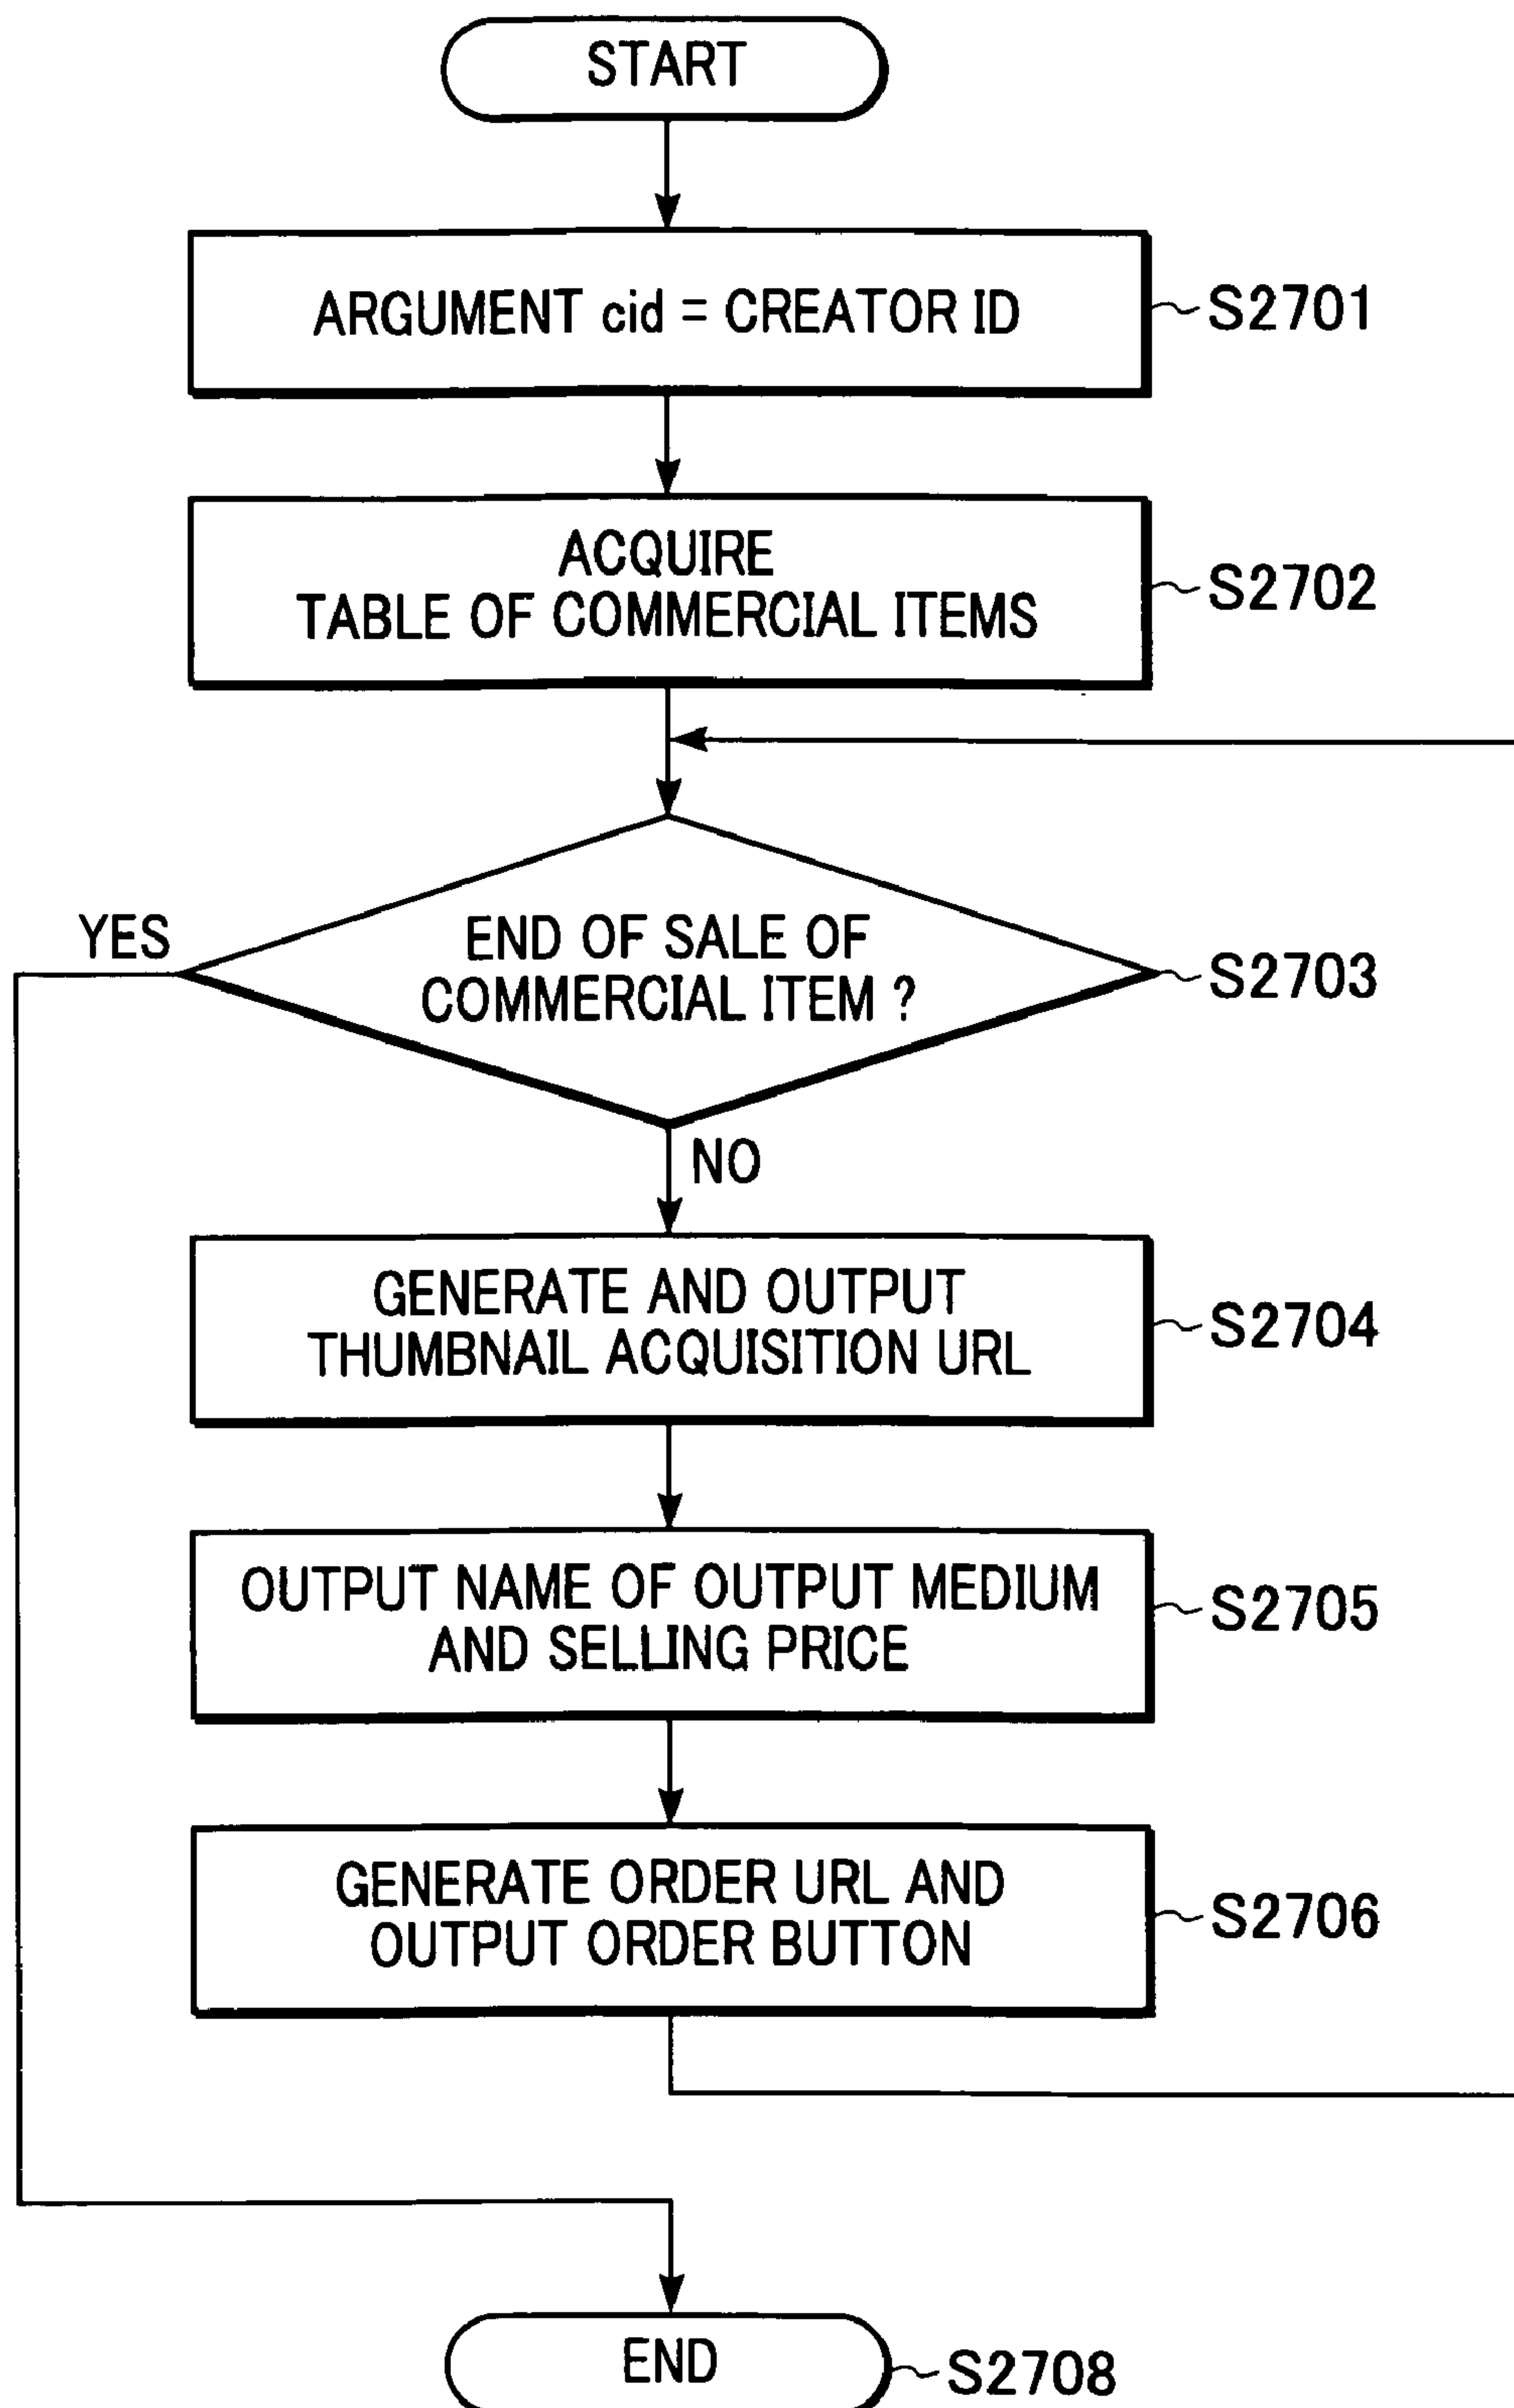 START
ARGUMENT cid = CREATOR ID
S2701
ACQUIRE
TABLE OF COMMERCIAL ITEMS
S2702
YES
END OF SALE OF
COMMERCIAL ITEM ?
S2703
NO
GENERATE AND OUTPUT
THUMBNAIL ACQUISITION URL
S2704
OUTPUT NAME OF OUTPUT MEDIUM
AND SELLING PRICE
S2705
GENERATE ORDER URL AND
OUTPUT ORDER BUTTON
S2706
END
S2708